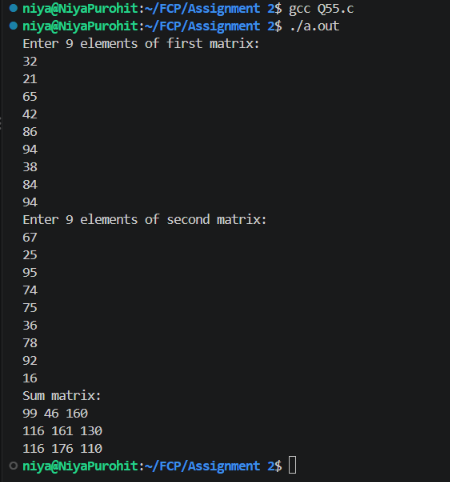 niya@NiyaPurohit:~/FCP/Assignment 2$ gcc Q55.c
niya@NiyaPurohit:~/FCP/Assignment 2$ ./a.out
Enter 9 elements of first matrix:
32
21
65
42
86
94
38
84
94
Enter 9 elements of second matrix:
67
25
95
74
75
36
78
92
16
Sum matrix:
99 46 160
116 161 130
116 176 110
niya@NiyaPurohit:~/FCP/Assignment 2$